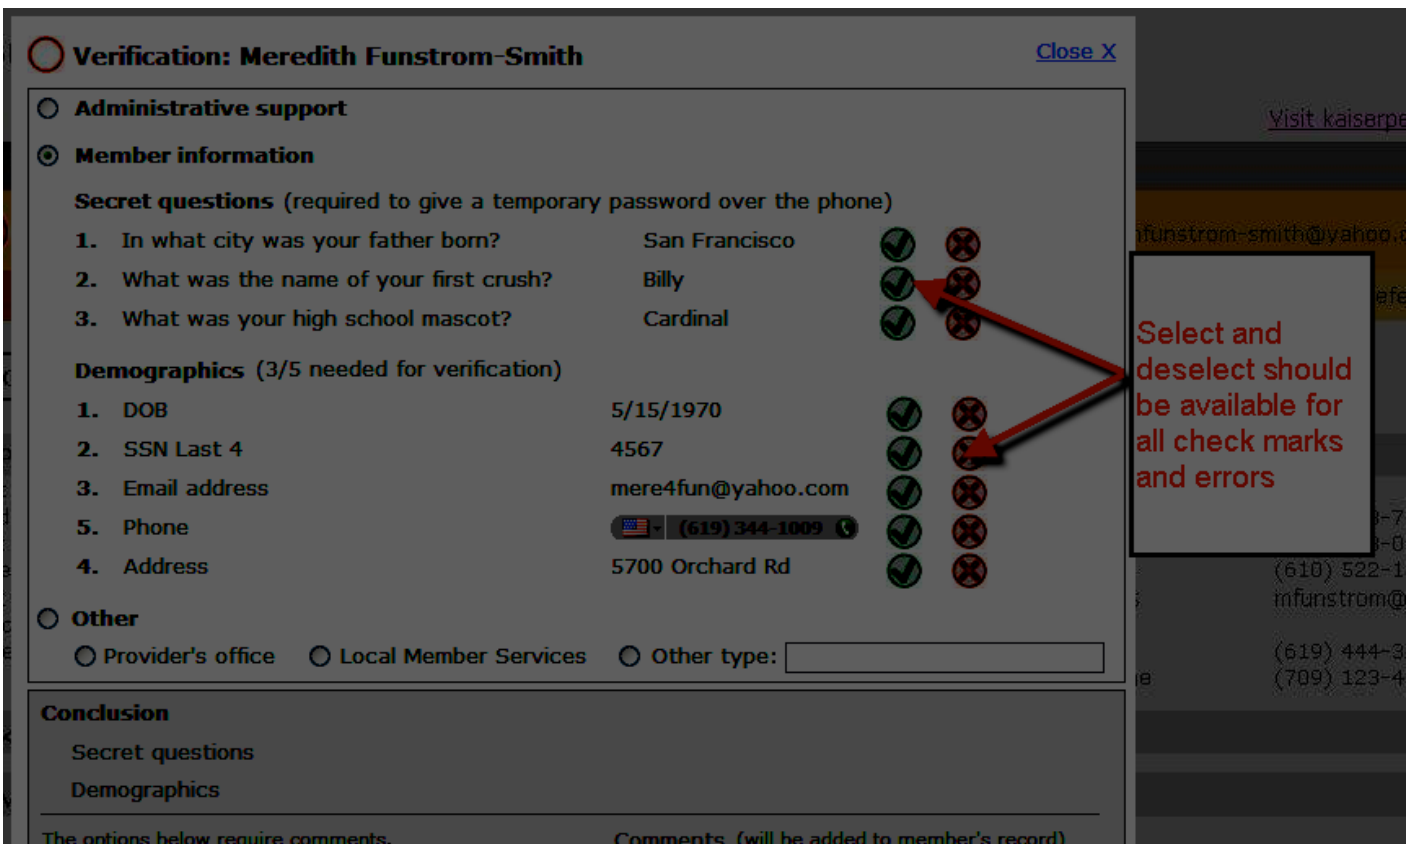 Verification: Meredith Funstrom-Smith
Close X
Administrative support
Visit kaiserpe
Member information
Secret questions (required to give a temporary password over the phone)
1. In what city was your father born? San Francisco
nfunstrom-smith@yahoo.c
2. What was the name of your first crush? Billy
efe
3. What was your high school mascot? Cardinal
Select and
deselect should
be available for
all check marks
and errors
Demographics (3/5 needed for verification)
1. DOB 5/15/1970
2. SSN Last 4 4567
3. Email address mere4fun@yahoo.com
5. Phone (619) 344-1009
4. Address 5700 Orchard Rd
(610) 522-1
mfunstrom@
Other
Provider's office Local Member Services Other type:
(619) 444-3
(709) 123-4
Conclusion
Secret questions
Demographics
The options below require comments. Comments (will be added to member's record)